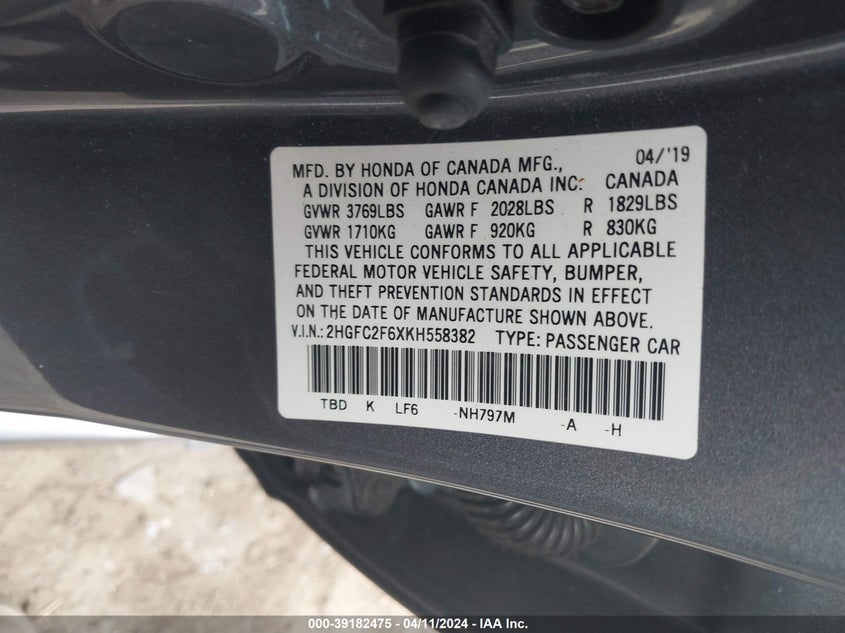 MFD. BY HONDA OF CANADA MFG., 04/'19
A DIVISION OF HONDA CANADA INC: CANADA
GVWR 3769LBS GAWR F 2028LBS R 1829LBS
GVWR 1710KG GAWR F 920KG R 830KG
THIS VEHICLE CONFORMS TO ALL APPLICABLE
FEDERAL MOTOR VEHICLE SAFETY, BUMPER,
AND THEFT PREVENTION STANDARDS IN EFFECT
ON THE DATE OF MANUFACTURE SHOWN ABOVE.
V.I.N.: 2HGFC2F6XKH558382 TYPE: PASSENGER CAR
TBD K LF6 -NH797M -A -H
000-39182475 - 04/11/2024 - IAA Inc.